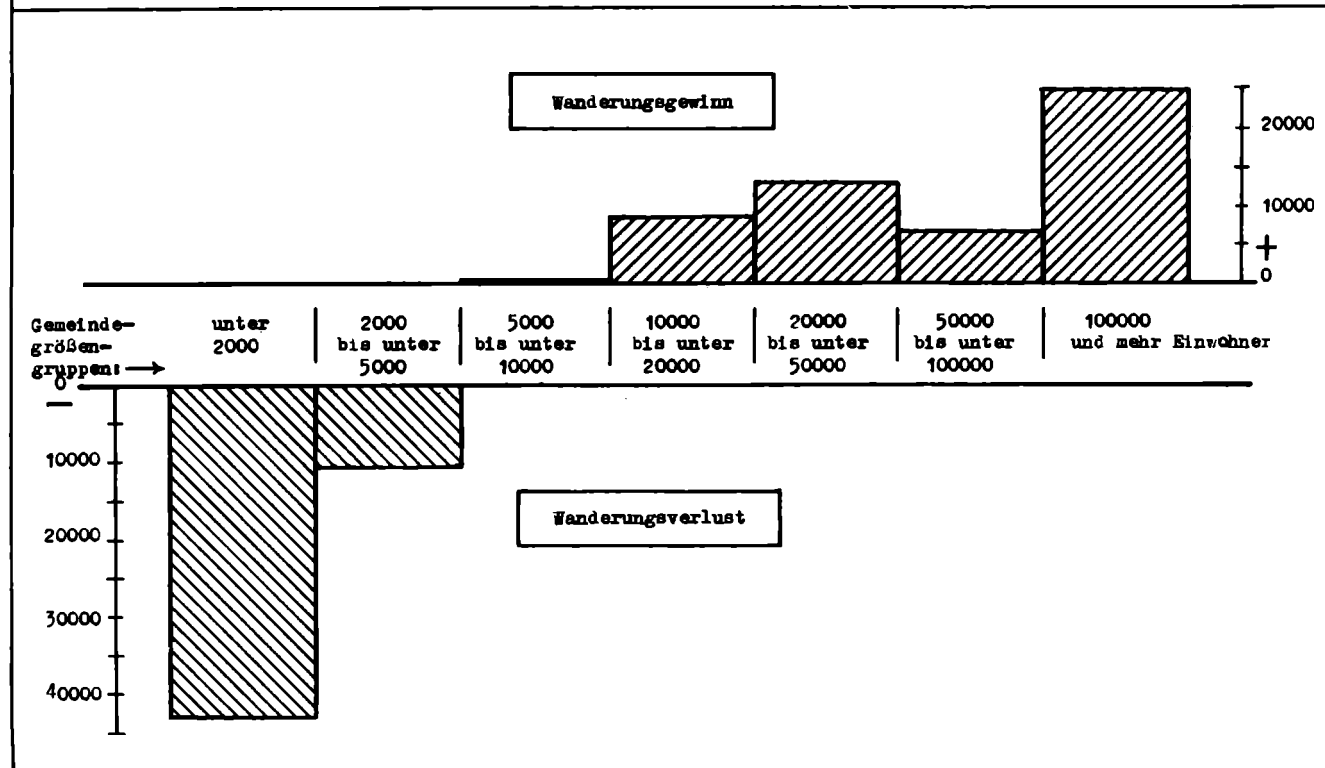 Wanderungsgewinn
20000
10000
+
0
Gemeinde-
größen-
gruppen:→
unter
2000
2000
bis unter
5000
5000
bis unter
10000
10000
bis unter
20000
20000
bis unter
50000
50000
bis unter
100000
100000
und mehr Einwohner
0
—
10000
20000
30000
40000
Wanderungsverlust